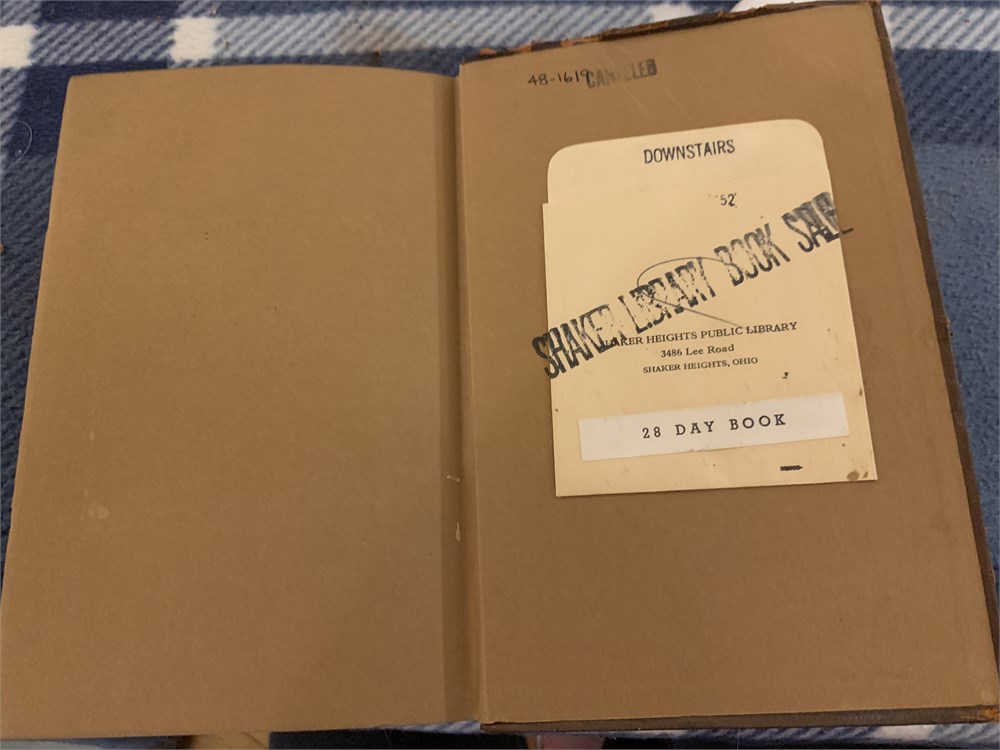 48-1619 CANCELED
DOWNSTAIRS
52
SHAKER LIBRARY BOOK SALE
SHAKER HEIGHTS PUBLIC LIBRARY
3486 Lee Road
SHAKER HEIGHTS, OHIO
28 DAY BOOK